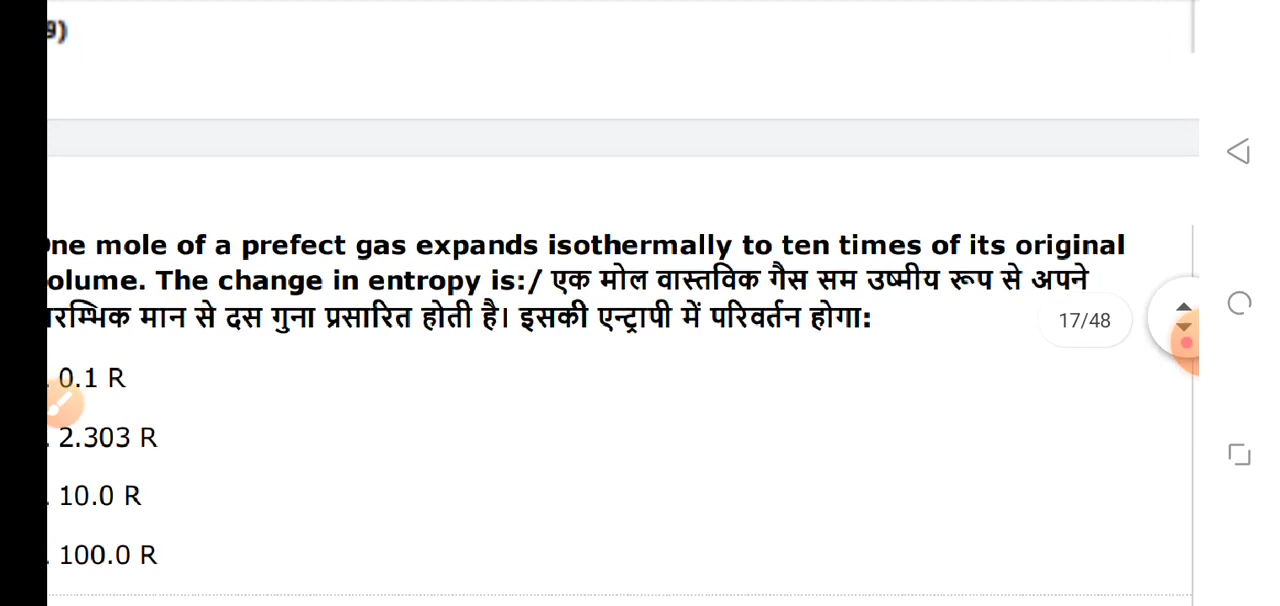 9)
ne mole of a prefect gas expands isothermally to ten times of its original
olume. The change in entropy is:/ एक मोल वास्तविक गैस सम उष्मीय रूप से अपने
रम्भिक मान से दस गुना प्रसारित होती है। इसकी एन्ट्रापी में परिवर्तन होगा:
17/48
. 0.1 R
. 2.303 R
. 10.0 R
. 100.0 R